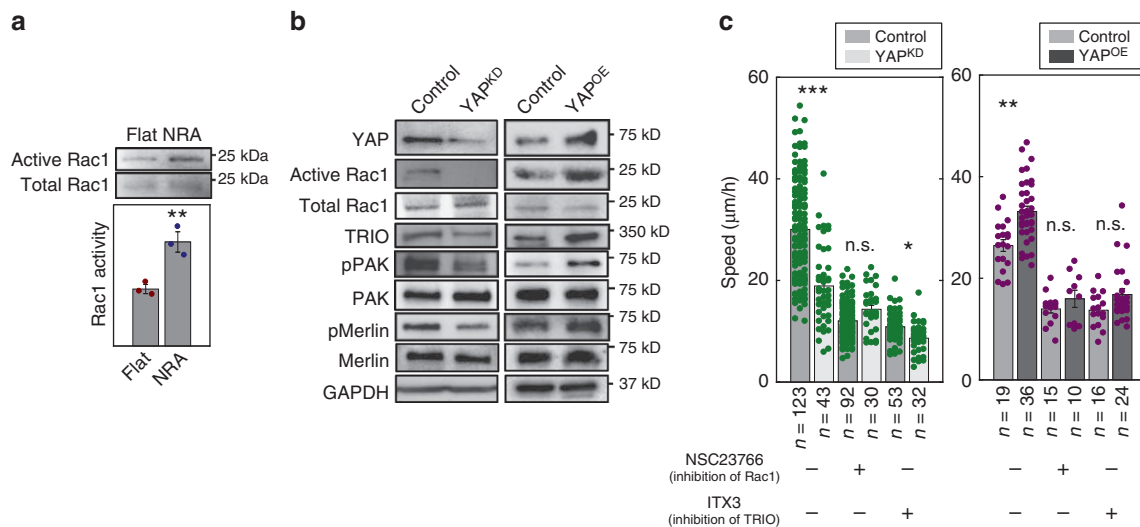 a
Flat NRA
Active Rac1
25 kDa
Total Rac1
25 kDa
**
Rac1 activity
Flat
NRA
b
Control
YAPKD
Control
YAPOE
YAP
75 kD
Active Rac1
25 kD
Total Rac1
25 kD
TRIO
350 kD
pPAK
75 kD
PAK
75 kD
pMerlin
75 kD
Merlin
75 kD
GAPDH
37 kD
c
Control
YAPKD
Control
YAPOE
Speed (μm/h)
60
40
20
0
***
n.s.
*
n = 123
n = 43
n = 92
n = 30
n = 53
n = 32
60
40
20
0
**
n.s.
n.s.
n = 19
n = 36
n = 15
n = 10
n = 16
n = 24
NSC23766
(inhibition of Rac1)
– + – – + –
ITX3
(inhibition of TRIO)
– – + – – +